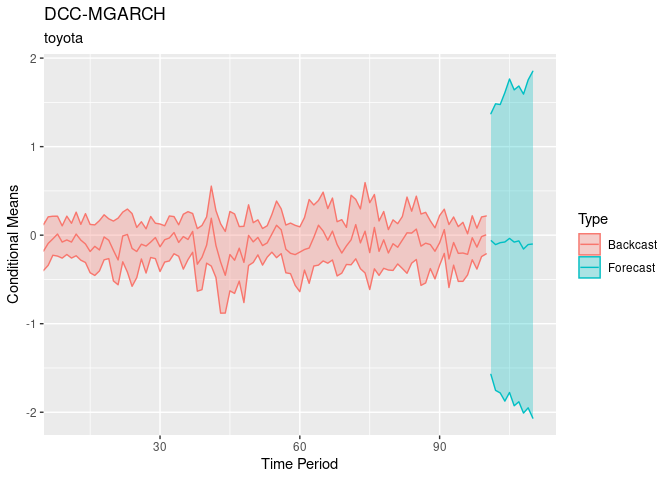 DCC-MGARCH
toyota
2
1
0
-1
-2
Conditional Means
30
60
90
Time Period
Type
Backcast
Forecast